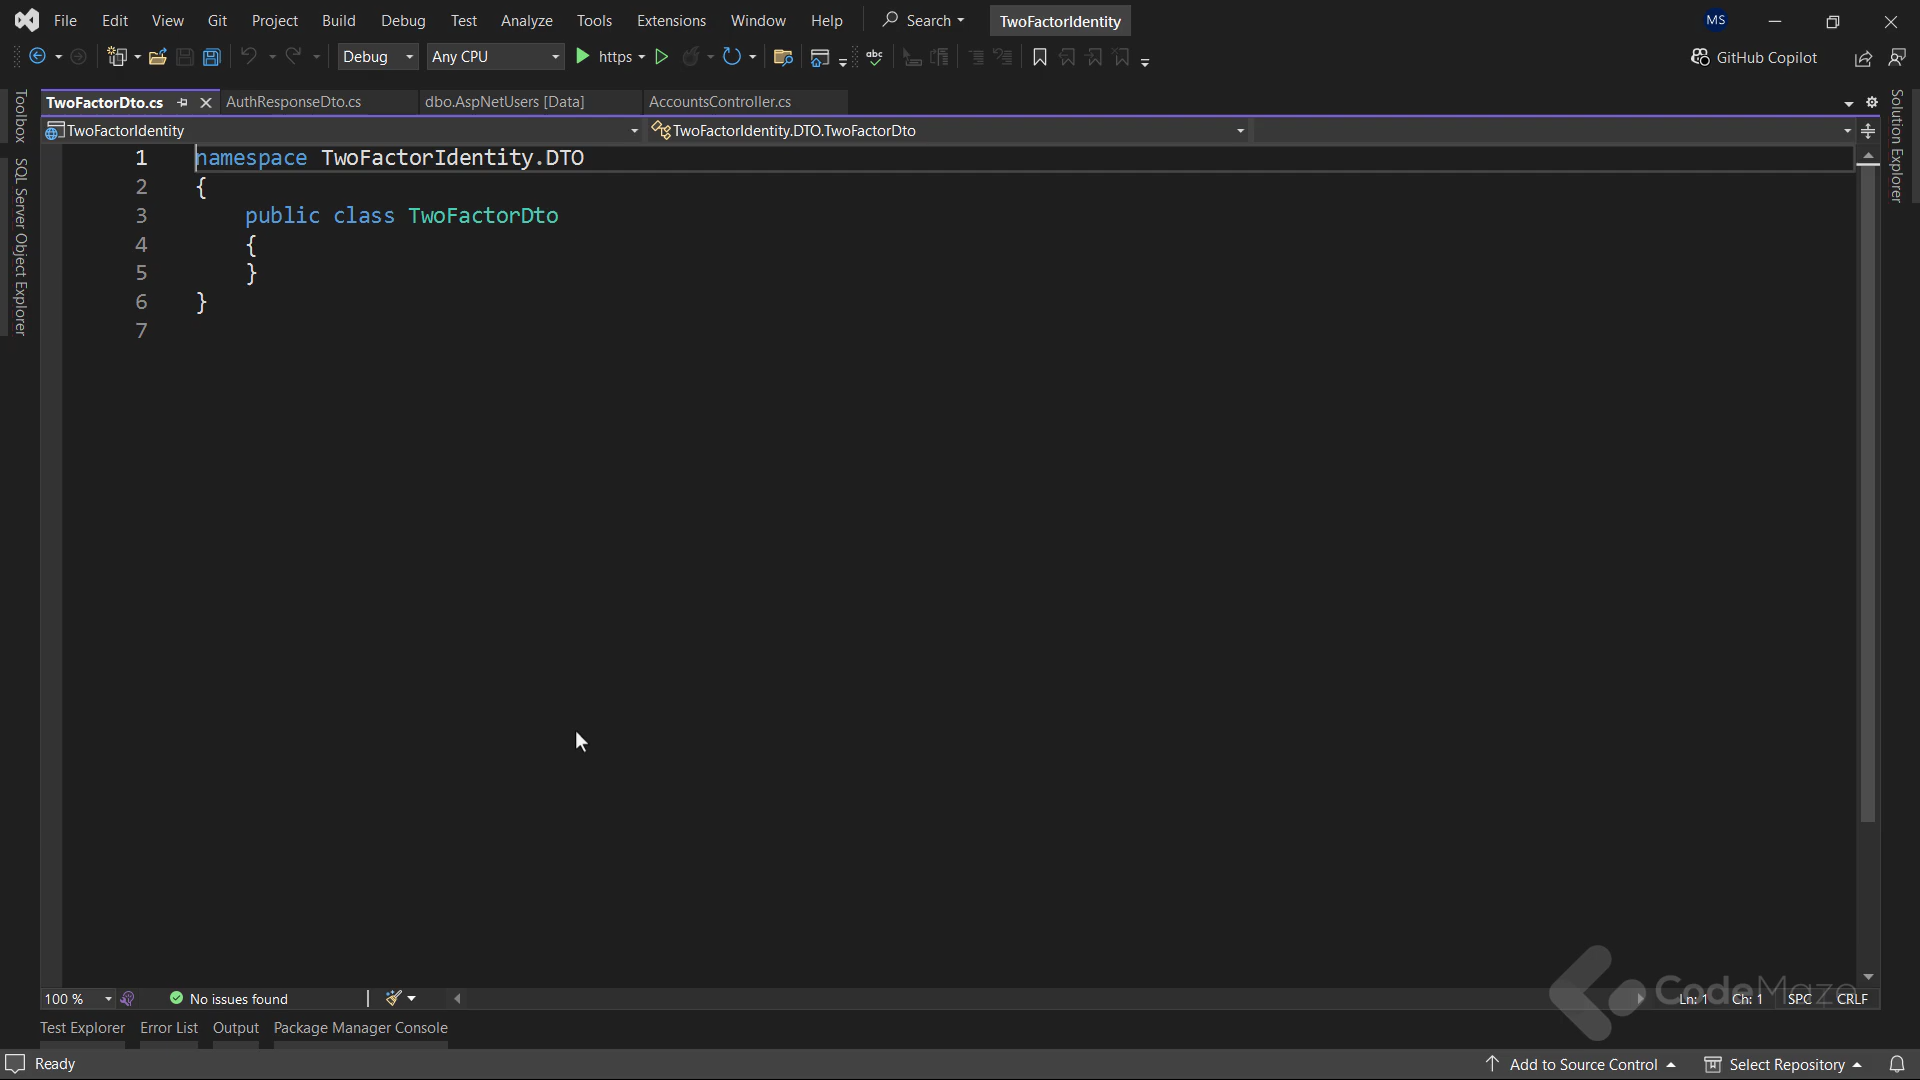 File Edit View Git Project Build Debug Test Analyze Tools Extensions Window Help Search TwoFactorIdentity MS
Debug Any CPU https abc GitHub Copilot
TwoFactorDto.cs AuthResponseDto.cs dbo.AspNetUsers [Data] AccountsController.cs
TwoFactorIdentity TwoFactorIdentity.DTO.TwoFactorDto
Toolbox
SQL Server Object Explorer
Solution Explorer
1 namespace TwoFactorIdentity.DTO
2 {
3 public class TwoFactorDto
4 {
5 }
6 }
7
100 % No issues found Ln: 1 Ch: 1 SPC CRLF
CodeMaze
Test Explorer Error List Output Package Manager Console
Ready Add to Source Control Select Repository